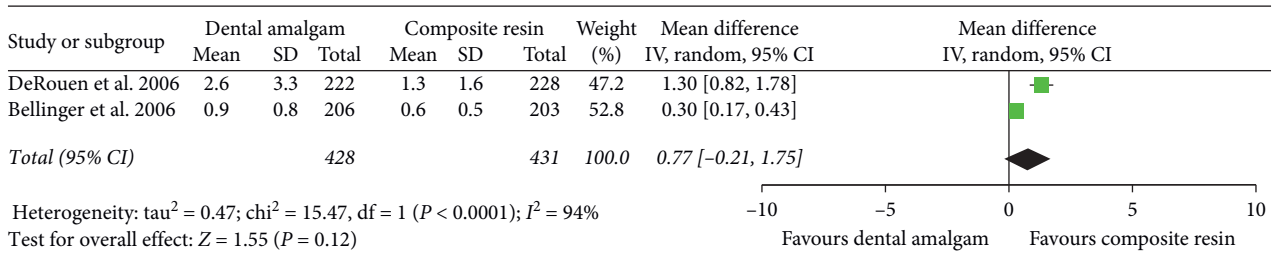 Study or subgroup Dental amalgam Composite resin Weight Mean difference Mean difference
Mean SD Total Mean SD Total (%) IV, random, 95% CI IV, random, 95% CI
DeRouen et al. 2006 2.6 3.3 222 1.3 1.6 228 47.2 1.30 [0.82, 1.78]
Bellinger et al. 2006 0.9 0.8 206 0.6 0.5 203 52.8 0.30 [0.17, 0.43]
Total (95% CI) 428 431 100.0 0.77 [–0.21, 1.75]
–10 –5 0 5 10
Heterogeneity: tau² = 0.47; chi² = 15.47, df = 1 (P < 0.0001); I² = 94%
Test for overall effect: Z = 1.55 (P = 0.12) Favours dental amalgam Favours composite resin